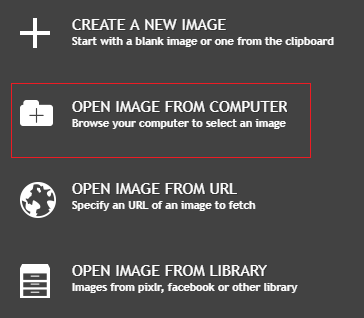 CREATE A NEW IMAGE
Start with a blank image or one from the clipboard
OPEN IMAGE FROM COMPUTER
Browse your computer to select an image
OPEN IMAGE FROM URL
Specify an URL of an image to fetch
OPEN IMAGE FROM LIBRARY
Images from pixlr, facebook or other library